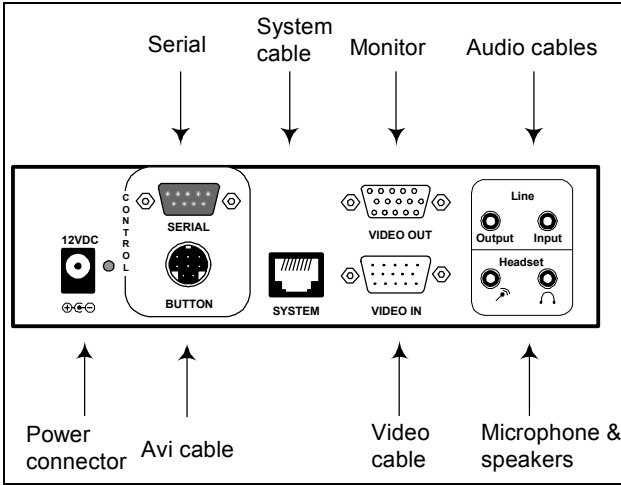 Serial
System
cable
Monitor
Audio cables
CONTROL
SERIAL
12VDC
BUTTON
SYSTEM
VIDEO OUT
VIDEO IN
Line
Output Input
Headset
Power
connector
Avi cable
Video
cable
Microphone &
speakers